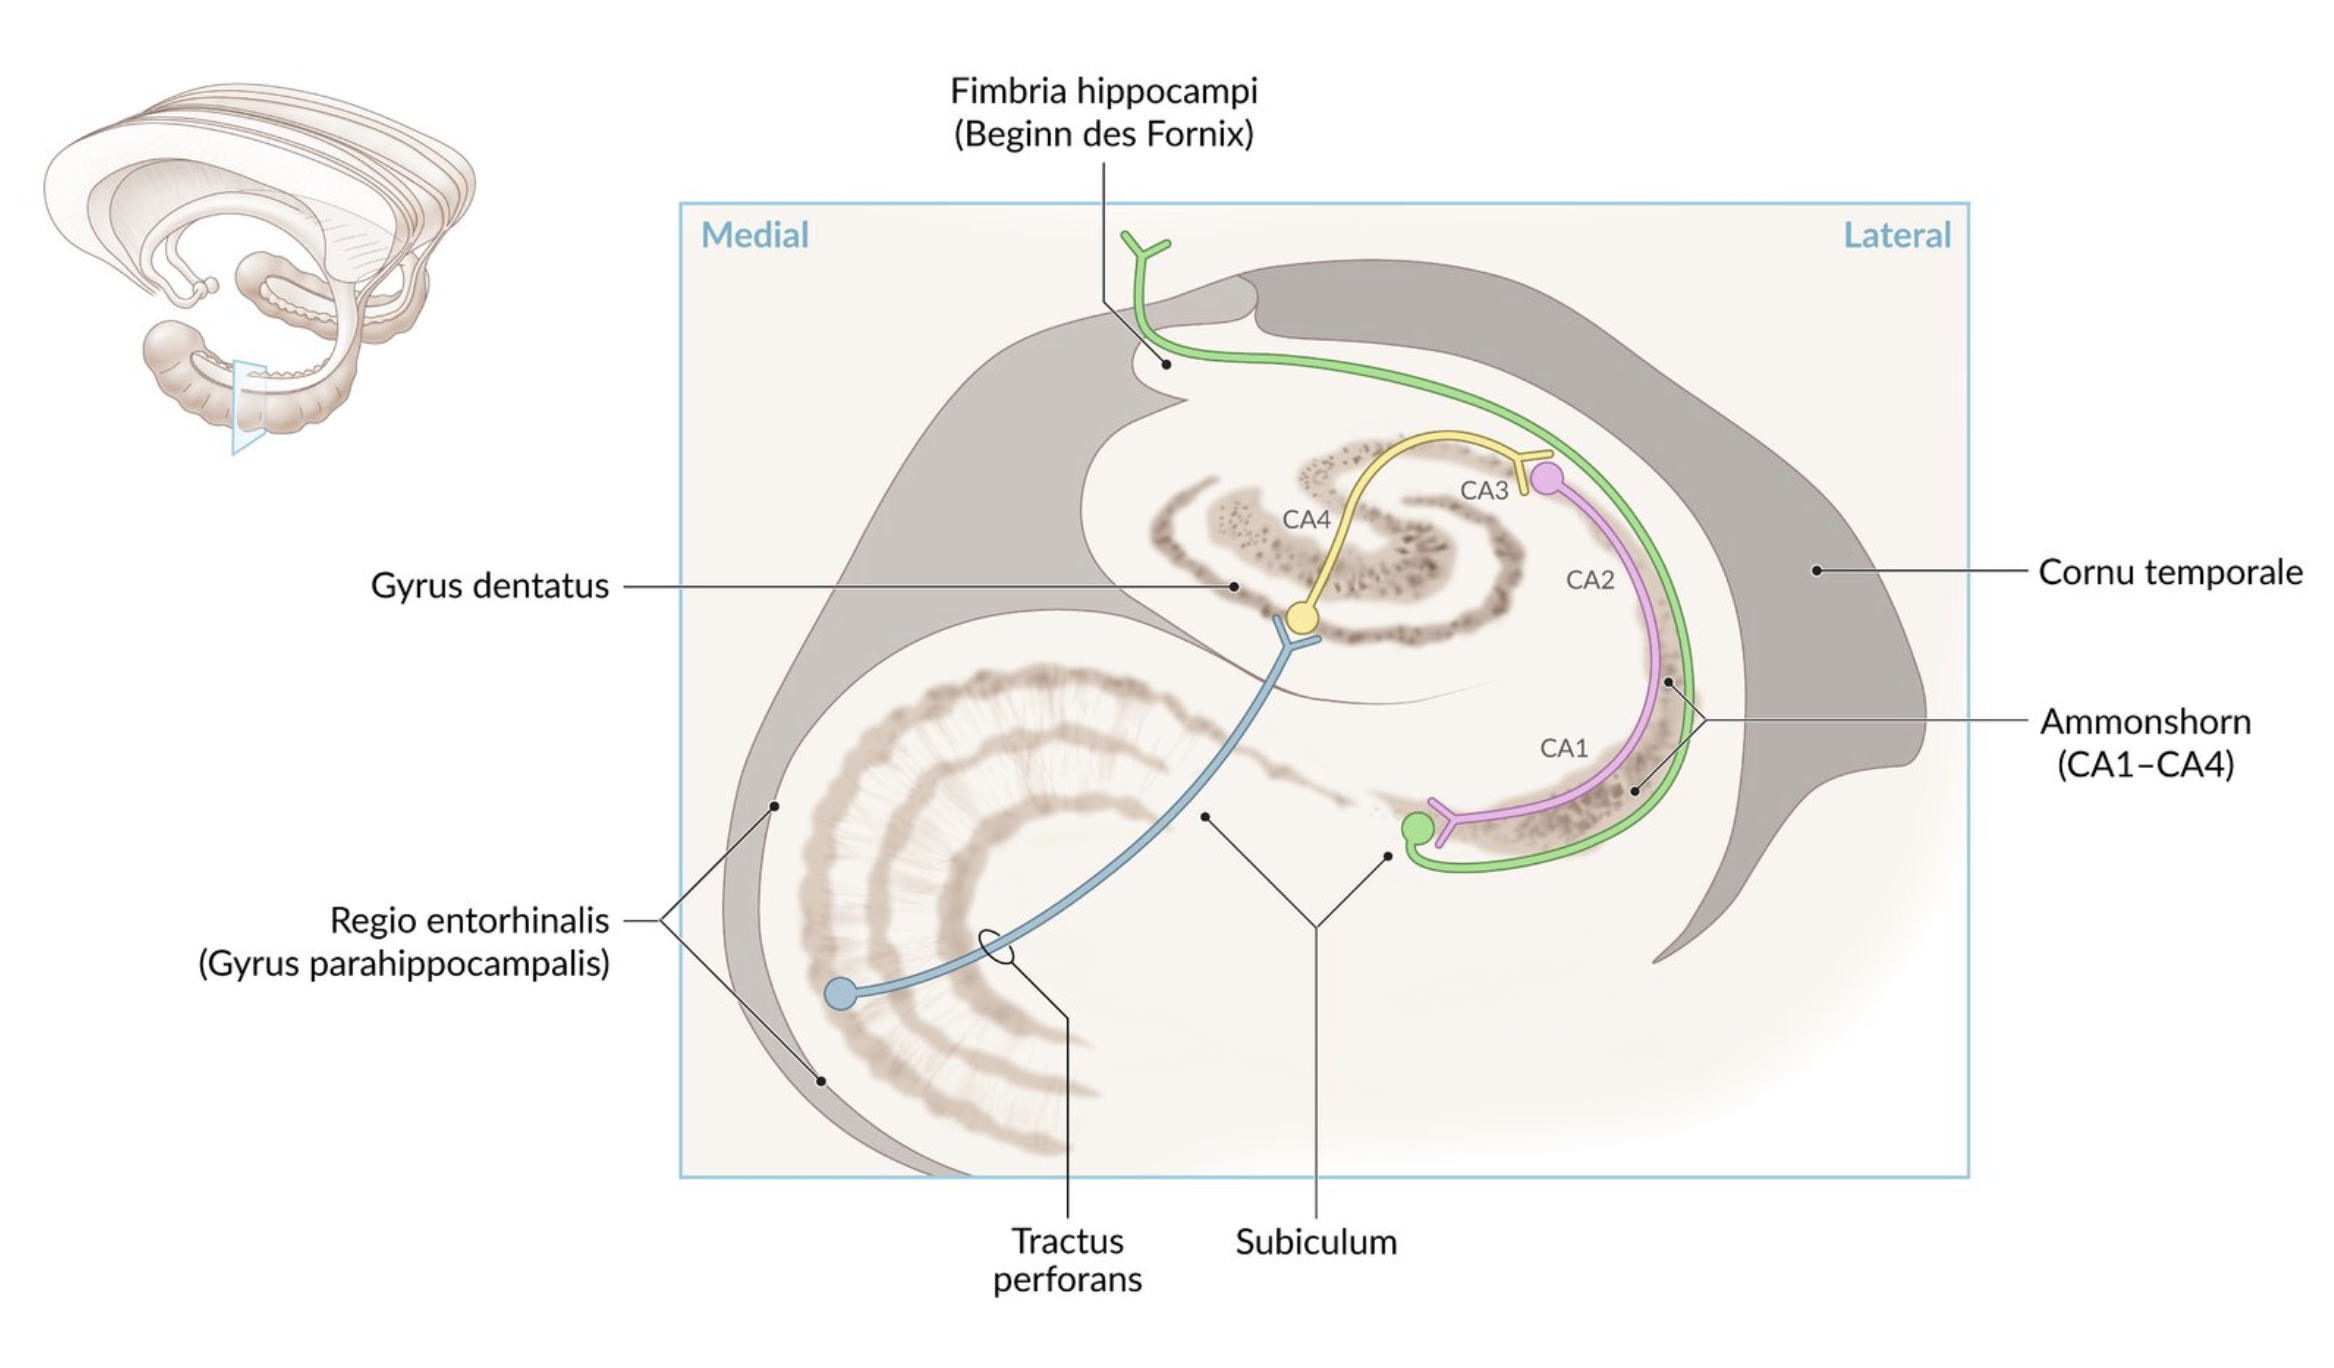 Fimbria hippocampi
(Beginn des Fornix)
Medial
Lateral
CA3
CA4
Gyrus dentatus
CA2
Cornu temporale
Ammonshorn
(CA1–CA4)
CA1
Regio entorhinalis
(Gyrus parahippocampalis)
Tractus
perforans
Subiculum